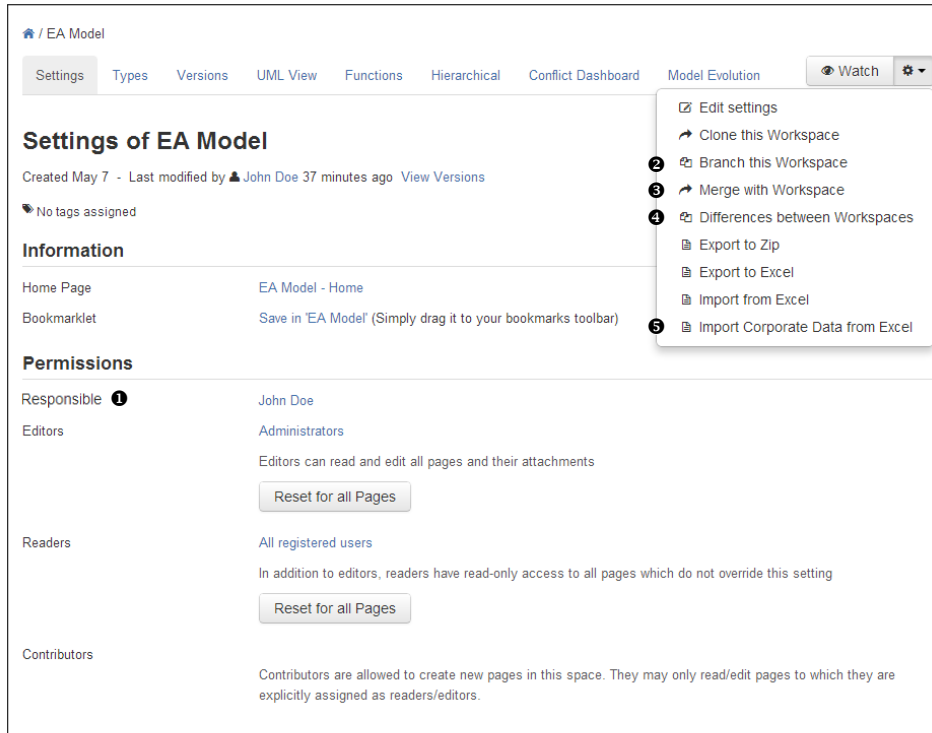 / EA Model
Settings Types Versions UML View Functions Hierarchical Conflict Dashboard Model Evolution Watch
Edit settings
Settings of EA Model
Clone this Workspace
❷ Branch this Workspace
Created May 7 - Last modified by John Doe 37 minutes ago View Versions
❸ Merge with Workspace
No tags assigned
❹ Differences between Workspaces
Information
Export to Zip
Export to Excel
Home Page EA Model - Home
Import from Excel
Bookmarklet Save in 'EA Model' (Simply drag it to your bookmarks toolbar)
❺ Import Corporate Data from Excel
Permissions
Responsible ❶ John Doe
Editors Administrators
Editors can read and edit all pages and their attachments
Reset for all Pages
Readers All registered users
In addition to editors, readers have read-only access to all pages which do not override this setting
Reset for all Pages
Contributors
Contributors are allowed to create new pages in this space. They may only read/edit pages to which they are
explicitly assigned as readers/editors.